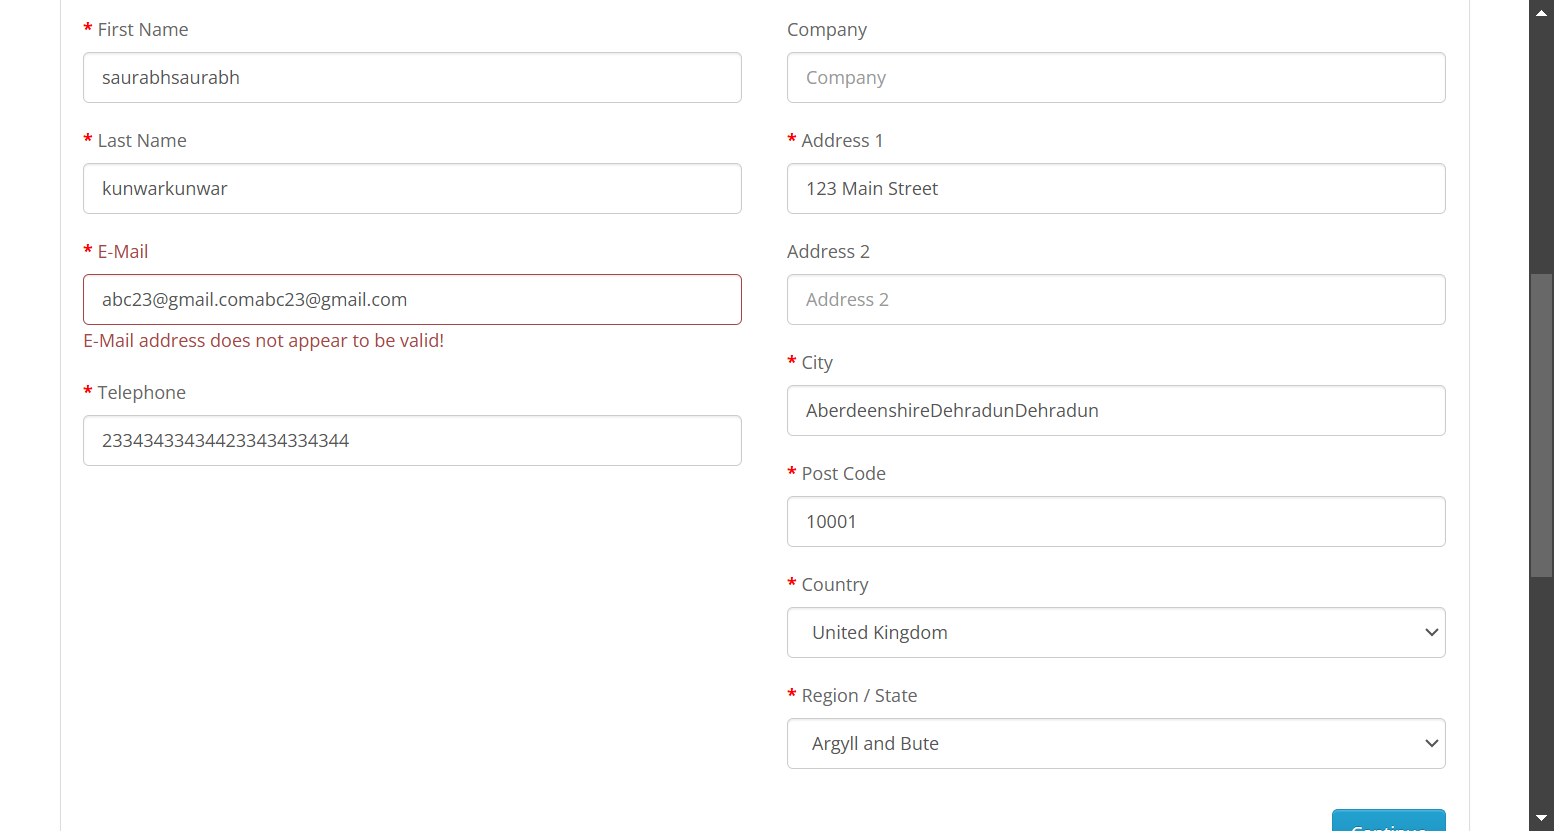 * First Name
saurabhsaurabh
* Last Name
kunwarkunwar
* E-Mail
abc23@gmail.comabc23@gmail.com
E-Mail address does not appear to be valid!
* Telephone
233434334344233434334344
Company
Company
* Address 1
123 Main Street
Address 2
Address 2
* City
AberdeenshireDehradunDehradun
* Post Code
10001
* Country
United Kingdom
* Region / State
Argyll and Bute
Continue